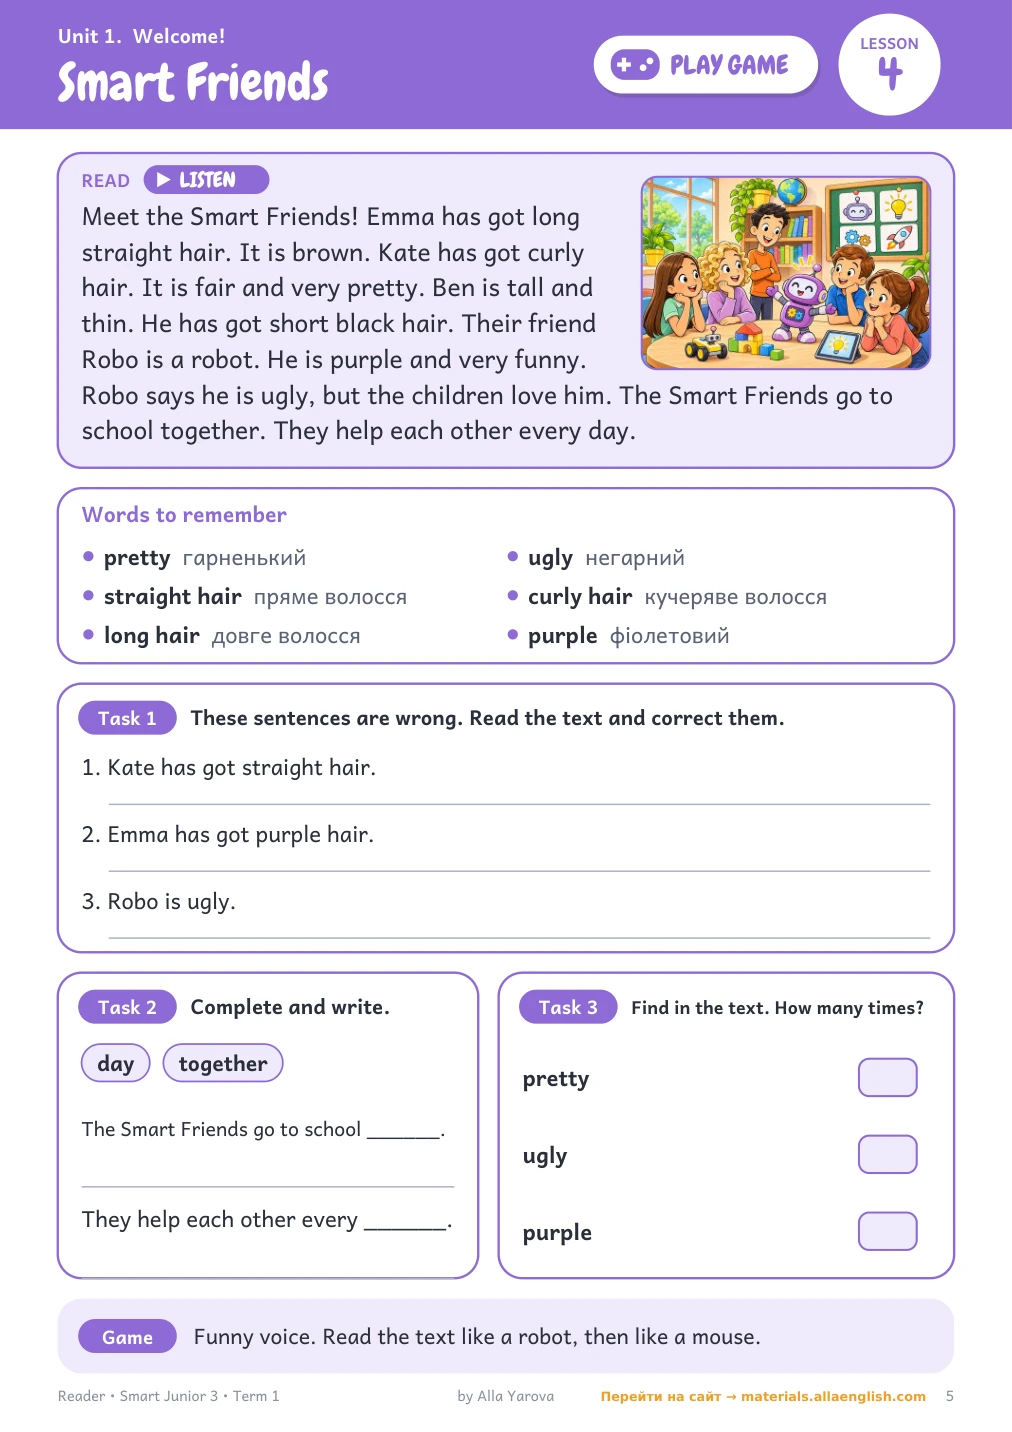 Unit 1. Welcome!
Smart Friends
PLAY GAME
LESSON
4
READ
LISTEN
Meet the Smart Friends! Emma has got long
straight hair. It is brown. Kate has got curly
hair. It is fair and very pretty. Ben is tall and
thin. He has got short black hair. Their friend
Robo is a robot. He is purple and very funny.
Robo says he is ugly, but the children love him. The Smart Friends go to
school together. They help each other every day.
Words to remember
pretty гарненький
straight hair пряме волосся
long hair довге волосся
ugly негарний
curly hair кучеряве волосся
purple фіолетовий
Task 1 These sentences are wrong. Read the text and correct them.
1. Kate has got straight hair.
2. Emma has got purple hair.
3. Robo is ugly.
Task 2 Complete and write.
day together
The Smart Friends go to school ______.
They help each other every ______.
Task 3 Find in the text. How many times?
pretty
ugly
purple
Game Funny voice. Read the text like a robot, then like a mouse.
Reader • Smart Junior 3 • Term 1 by Alla Yarova Перейти на сайт → materials.allaenglish.com 5